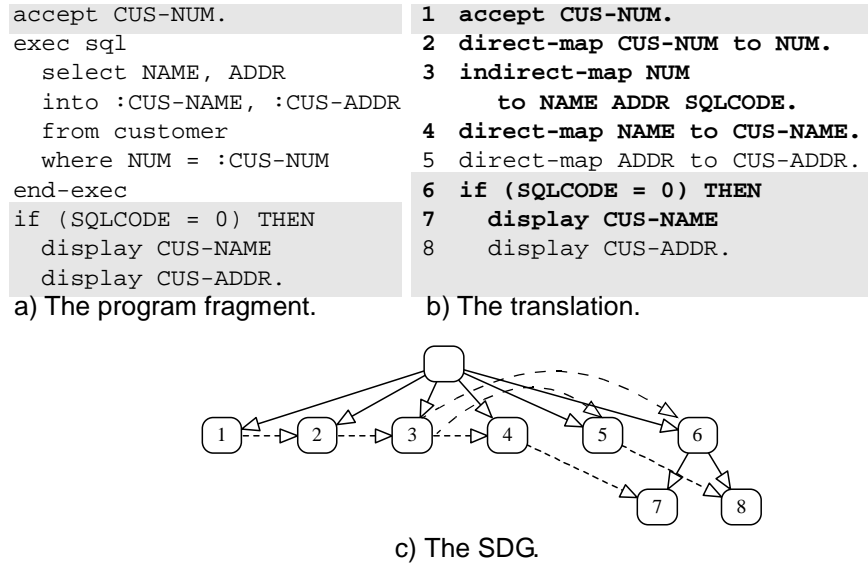 accept CUS-NUM.
exec sql
select NAME, ADDR
into :CUS-NAME, :CUS-ADDR
from customer
where NUM = :CUS-NUM
end-exec
if (SQLCODE = 0) THEN
display CUS-NAME
display CUS-ADDR.
a) The program fragment.
1 accept CUS-NUM.
2 direct-map CUS-NUM to NUM.
3 indirect-map NUM
to NAME ADDR SQLCODE.
4 direct-map NAME to CUS-NAME.
5 direct-map ADDR to CUS-ADDR.
6 if (SQLCODE = 0) THEN
7 display CUS-NAME
8 display CUS-ADDR.
b) The translation.
1 2 3 4 5 6
7 8
c) The SDG.